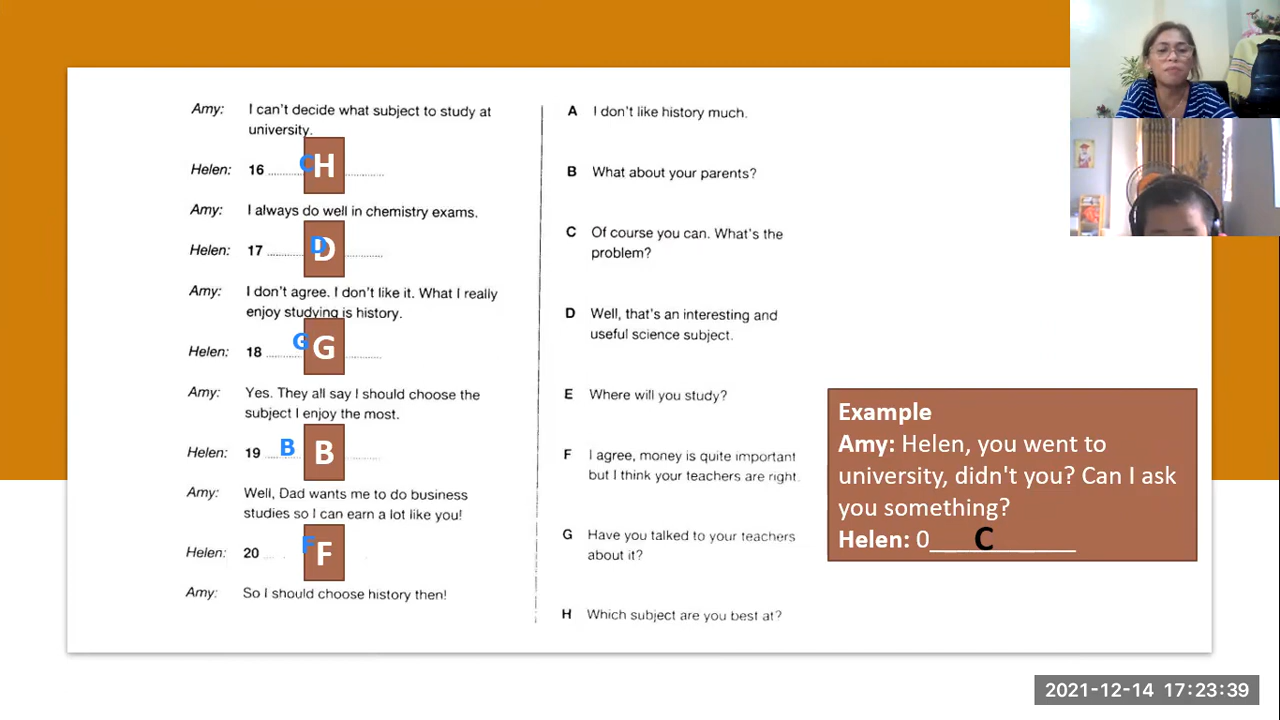 Amy: I can't decide what subject to study at
university.
Helen: 16 C H
Amy: I always do well in chemistry exams.
Helen: 17 D D
Amy: I don't agree. I don't like it. What I really
enjoy studying is history.
Helen: 18 G G
Amy: Yes. They all say I should choose the
subject I enjoy the most.
Helen: 19 B B
Amy: Well, Dad wants me to do business
studies so I can earn a lot like you!
Helen: 20 F F
Amy: So I should choose history then!
A I don't like history much.
B What about your parents?
C Of course you can. What's the
problem?
D Well, that's an interesting and
useful science subject.
E Where will you study?
F I agree, money is quite important
but I think your teachers are right.
G Have you talked to your teachers
about it?
H Which subject are you best at?
Example
Amy: Helen, you went to
university, didn't you? Can I ask
you something?
Helen: 0__C__
2021-12-14 17:23:39